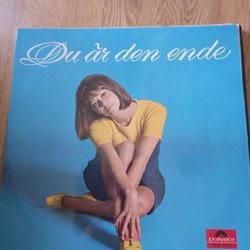 Du är den ende
Polydor